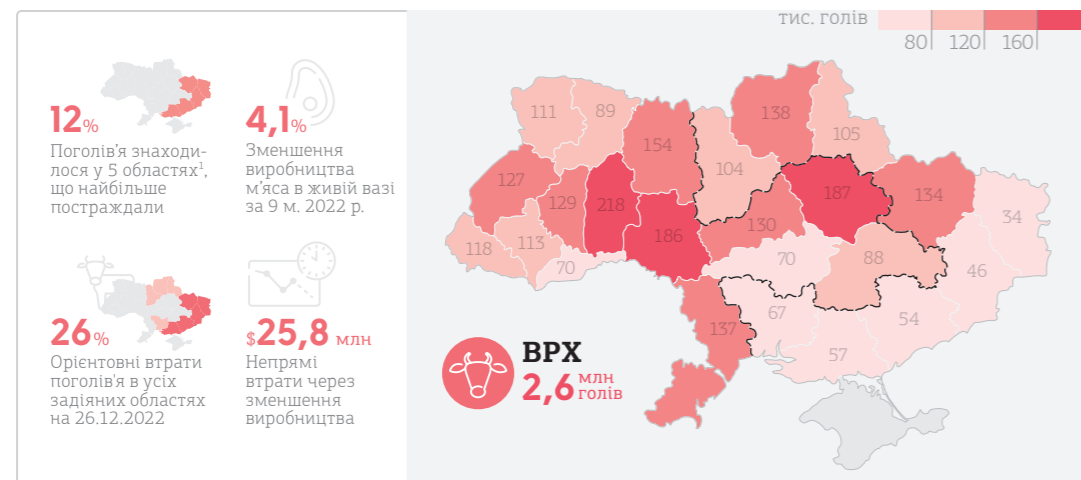 12%
Поголів'я знаходи-
лося у 5 областях¹,
що найбільше
постраждали
4,1%
Зменшення
виробництва
м'яса в живій вазі
за 9 м. 2022 р.
26%
Орієнтовні втрати
поголів'я в усіх
задіяних областях
на 26.12.2022
$25,8 млн
Непрямі
втрати через
зменшення
виробництва
тис. голів
80 120 160
111
89
154
138
105
104
127
129
218
187
134
34
186
130
118
113
70
70
88
46
137
67
54
57
ВРХ
2,6 млн
голів